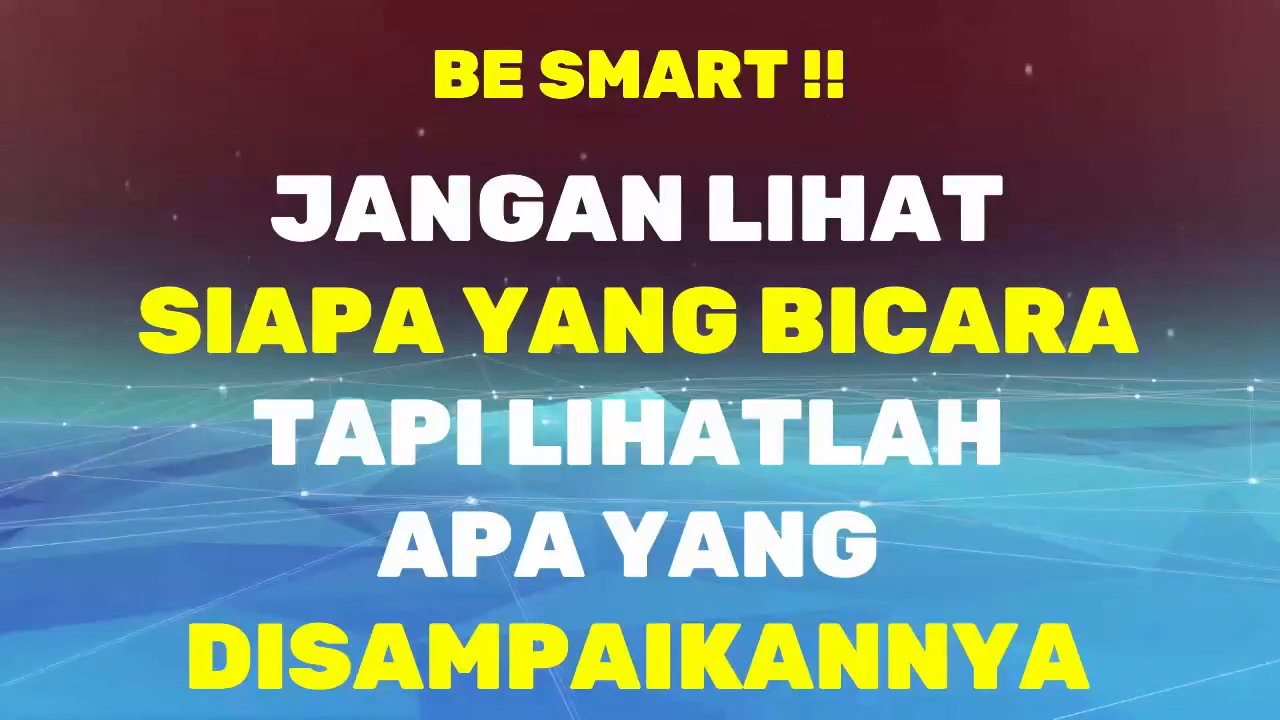 BE SMART !!
JANGAN LIHAT
SIAPA YANG BICARA
TAPI LIHATLAH
APA YANG
DISAMPAIKANNYA